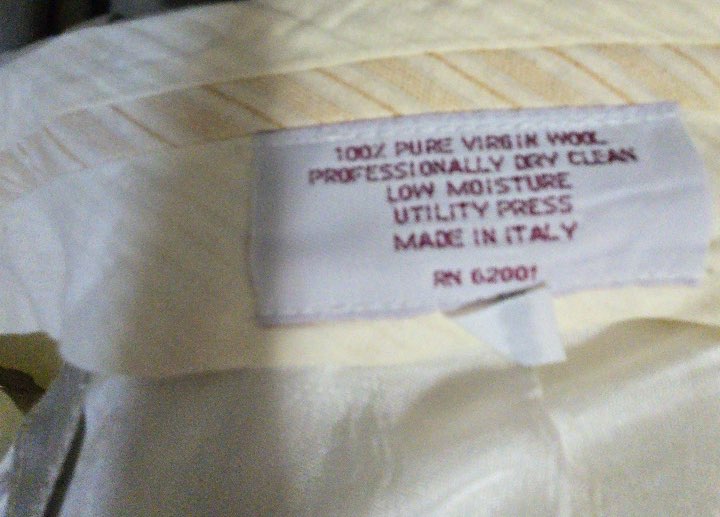 100% PURE VIRGIN WOOL
PROFESSIONALLY DRY CLEAN
LOW MOISTURE
UTILITY PRESS
MADE IN ITALY
RN 62001